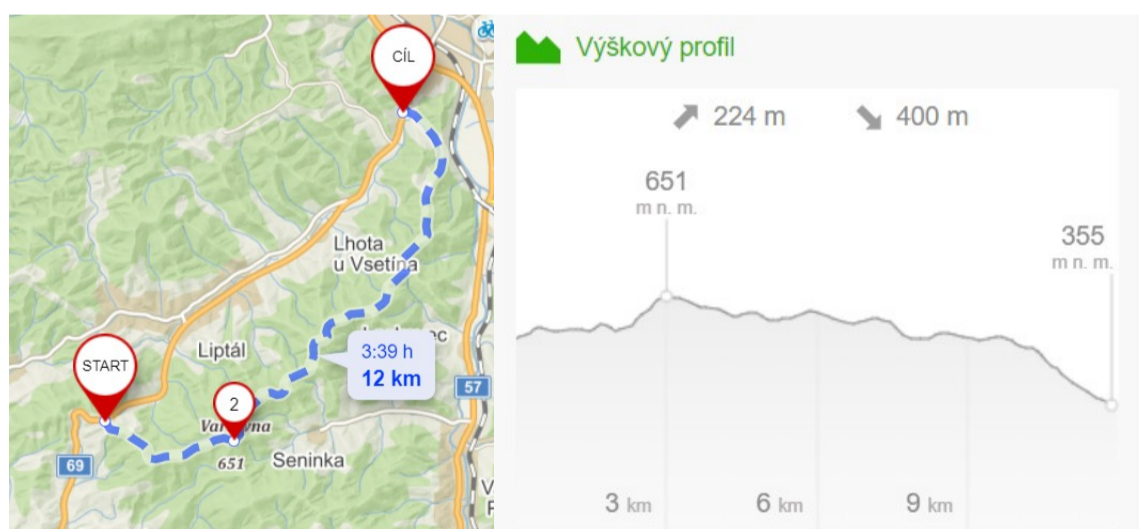 CÍL
Lhota
u Vsetína
Liptál
3:39 h
12 km
57
START
2
651
69
Seninka
Výškový profil
224 m
400 m
651
m n. m.
355
m n. m.
3 km
6 km
9 km